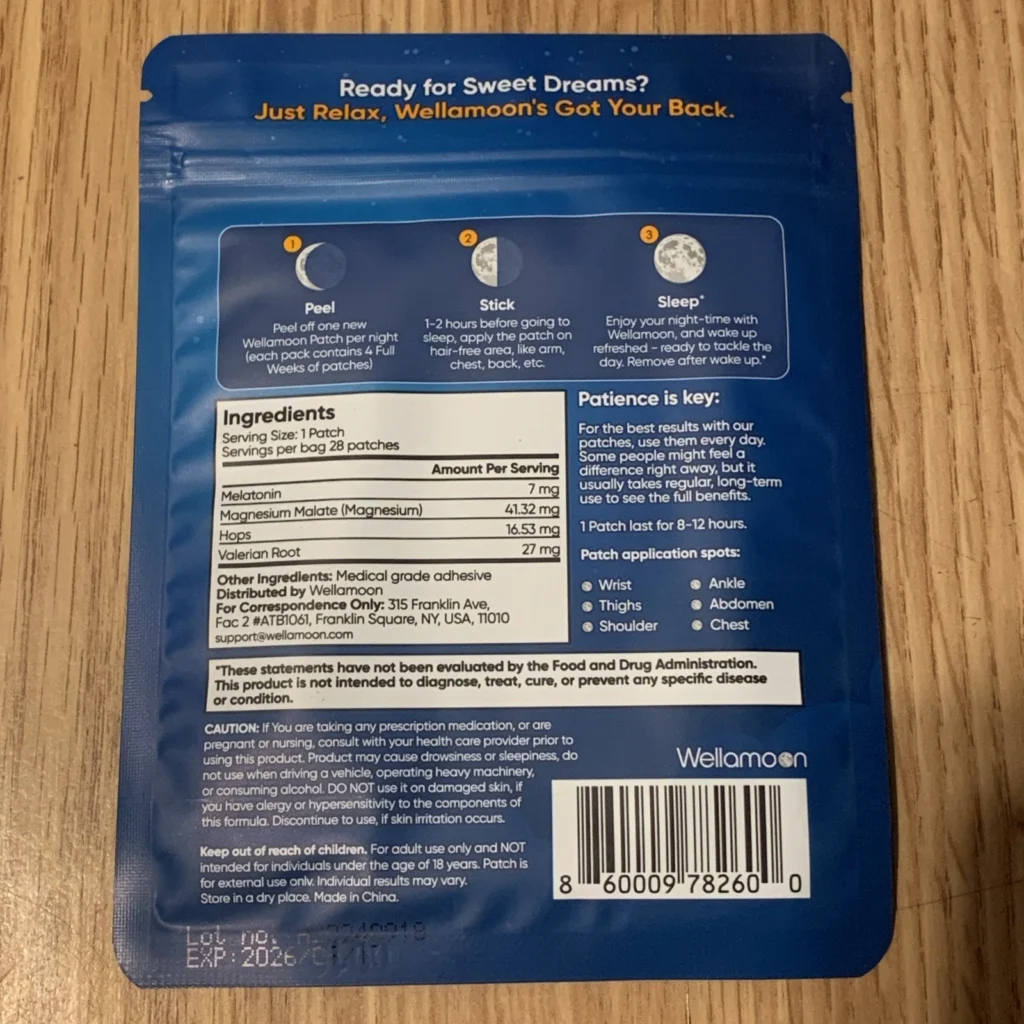 Ready for Sweet Dreams?
Just Relax, Wellamoon's Got Your Back.
1
Peel
Peel off one new
Wellamoon Patch per night
(each pack contains 4 Full
Weeks of patches)
2
Stick
1-2 hours before going to
sleep, apply the patch on
hair-free area, like arm,
chest, back, etc.
3
Sleep*
Enjoy your night-time with
Wellamoon, and wake up
refreshed - ready to tackle the
day. Remove after wake up.*
Ingredients
Serving Size: 1 Patch
Servings per bag 28 patches
Amount Per Serving
Melatonin 7 mg
Magnesium Malate (Magnesium) 41.32 mg
Hops 16.53 mg
Valerian Root 27 mg
Other Ingredients: Medical grade adhesive
Distributed by Wellamoon
For Correspondence Only: 315 Franklin Ave,
Fac 2 #ATB1061, Franklin Square, NY, USA, 11010
support@wellamoon.com
Patience is key:
For the best results with our
patches, use them every day.
Some people might feel a
difference right away, but it
usually takes regular, long-term
use to see the full benefits.
1 Patch last for 8-12 hours.
Patch application spots:
Wrist
Ankle
Thighs
Abdomen
Shoulder
Chest
*These statements have not been evaluated by the Food and Drug Administration.
This product is not intended to diagnose, treat, cure, or prevent any specific disease
or condition.
CAUTION: If You are taking any prescription medication, or are
pregnant or nursing, consult with your health care provider prior to
using this product. Product may cause drowsiness or sleepiness, do
not use when driving a vehicle, operating heavy machinery,
or consuming alcohol. DO NOT use it on damaged skin, if
you have alergy or hypersensitivity to the components of
this formula. Discontinue to use, if skin irritation occurs.
Keep out of reach of children. For adult use only and NOT
intended for individuals under the age of 18 years. Patch is
for external use only. Individual results may vary.
Store in a dry place. Made in China.
Wellamoon
8 60009 78260 0
Lot no.
EXP: 2026/